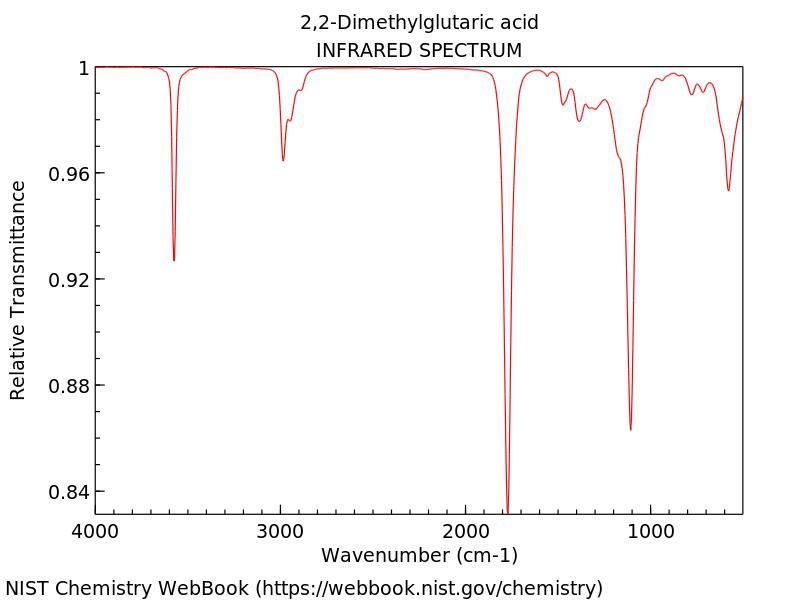 2,2-Dimethylglutaric acid
INFRARED SPECTRUM
1
0.96
0.92
0.88
0.84
Relative Transmittance
4000 3000 2000 1000
Wavenumber (cm-1)
NIST Chemistry WebBook (https://webbook.nist.gov/chemistry)